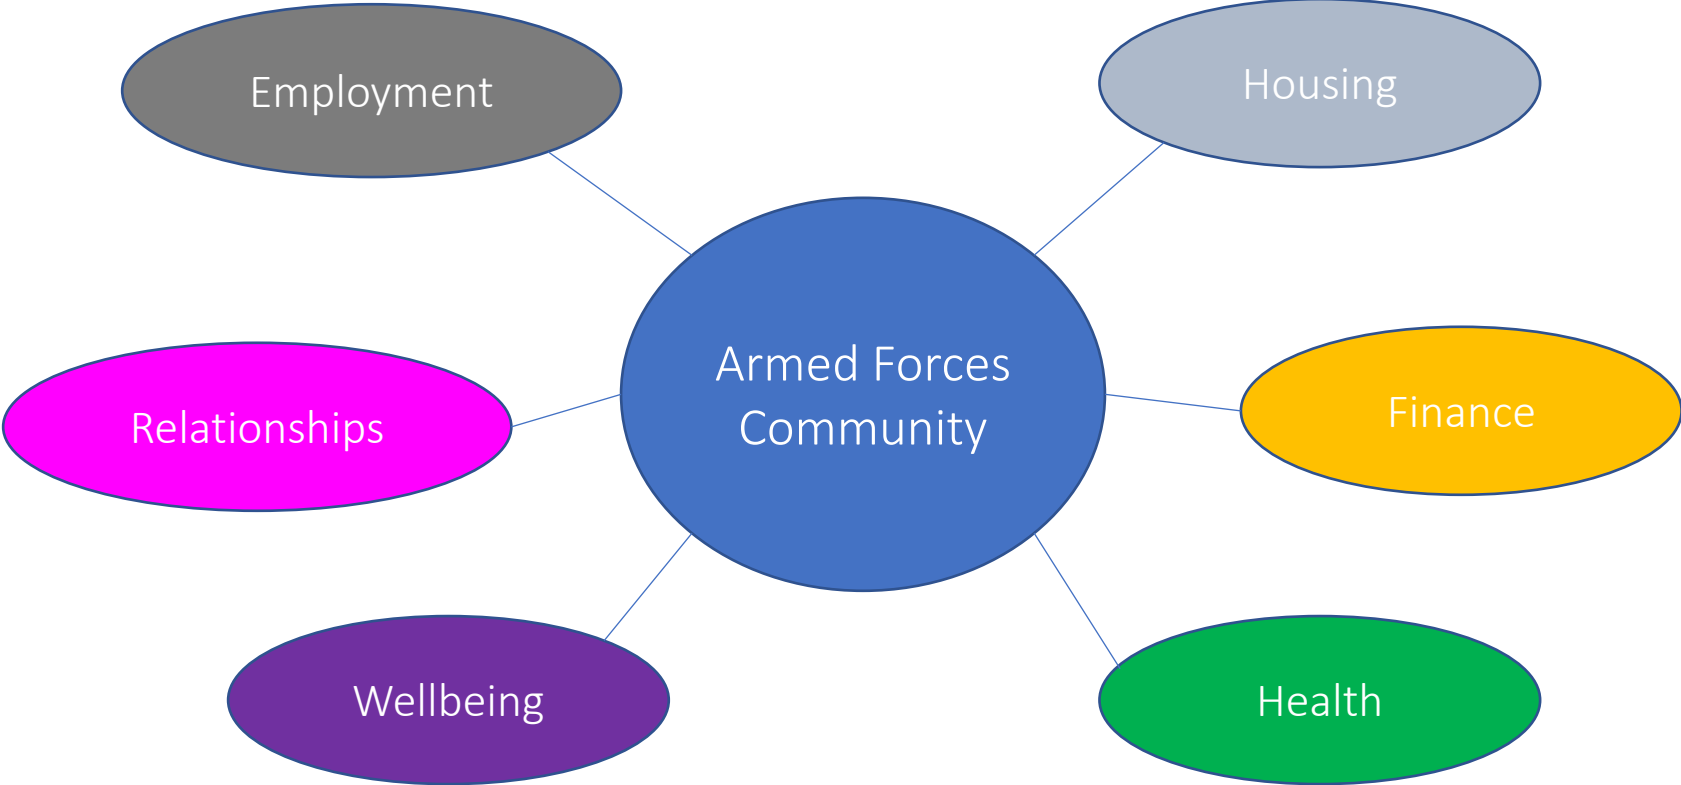 Employment
Housing
Armed Forces
Community
Relationships
Finance
Wellbeing
Health